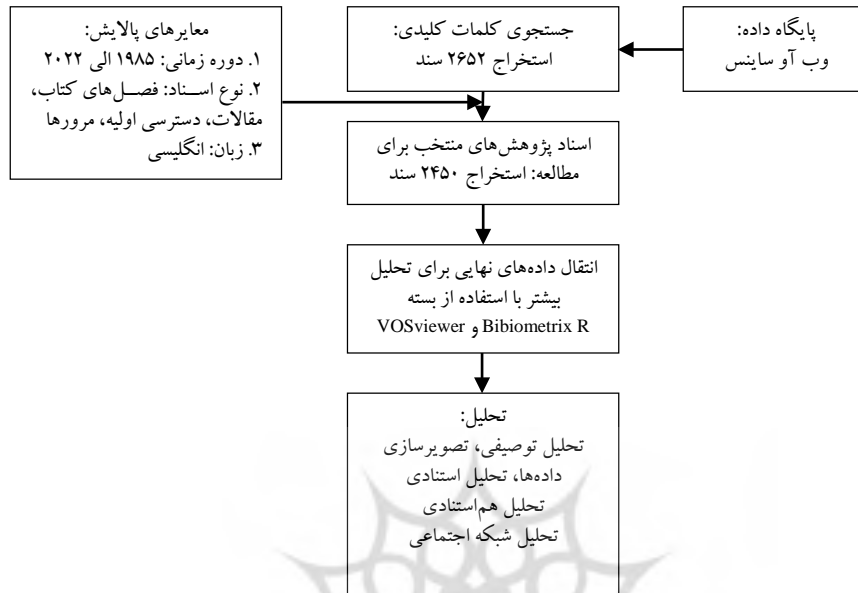 پایگاه داده:
وب آو ساینس
جستجوی کلمات کلیدی:
استخراج ۲۶۵۲ سند
معایرهای پالایش:
۱. دوره زمانی: ۱۹۸۵ الی ۲۰۲۲
۲. نوع اسناد: فصل‌های کتاب،
مقالات، دسترسی اولیه، مرورها
۳. زبان: انگلیسی
اسناد پژوهش‌های منتخب برای
مطالعه: استخراج ۲۴۵۰ سند
انتقال داده‌های نهایی برای تحلیل
بیشتر با استفاده از بسته
Bibiometrix R و VOSviewer
تحلیل:
تحلیل توصیفی، تصویرسازی
داده‌ها، تحلیل استنادی
تحلیل هم‌استنادی
تحلیل شبکه اجتماعی